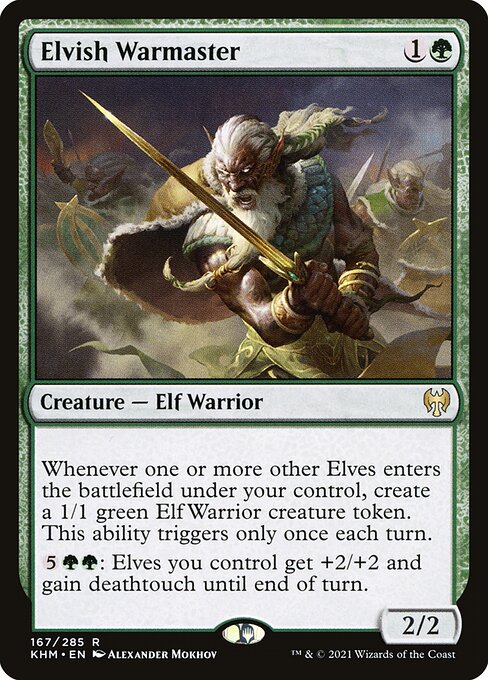 Elvish Warmaster 1
Creature — Elf Warrior
Whenever one or more other Elves enters
the battlefield under your control, create
a 1/1 green Elf Warrior creature token.
This ability triggers only once each turn.
5 : Elves you control get +2/+2 and
gain deathtouch until end of turn.
2/2
167/285 R
KHM • EN Alexander Mokhov
™ & © 2021 Wizards of the Coast